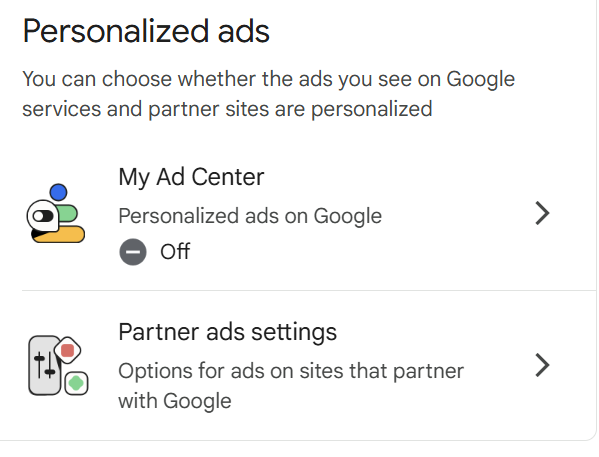 Personalized ads
You can choose whether the ads you see on Google
services and partner sites are personalized
My Ad Center
Personalized ads on Google
Off
Partner ads settings
Options for ads on sites that partner
with Google